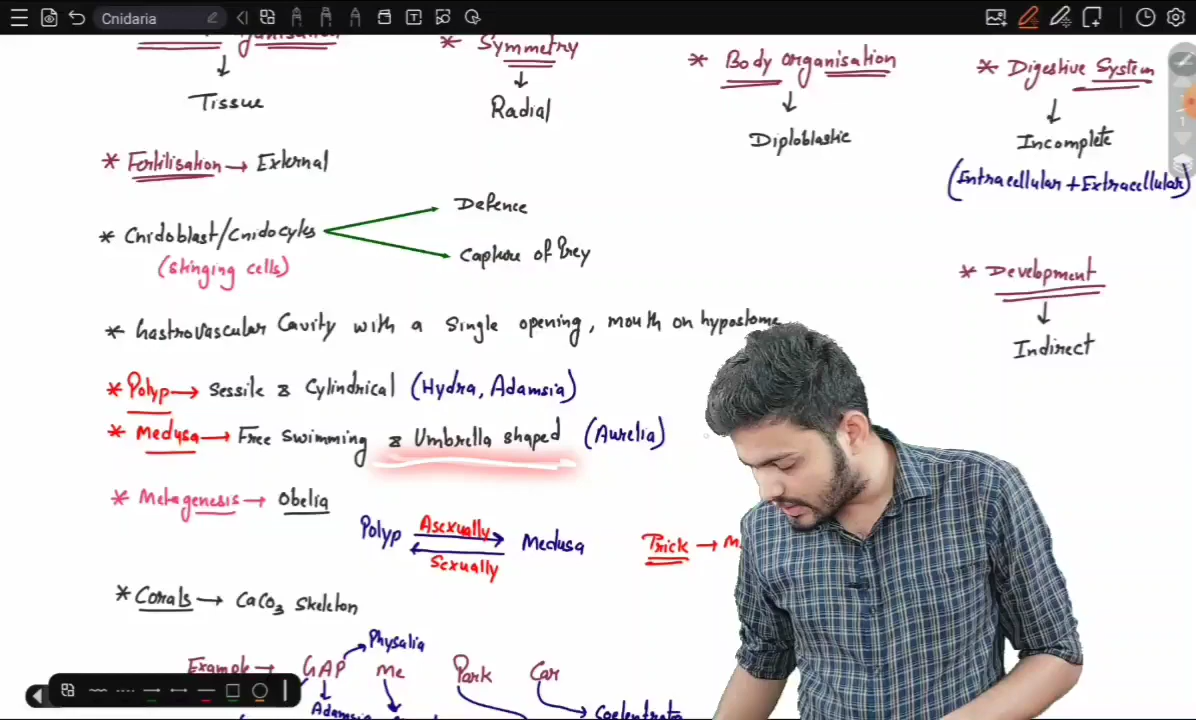 Cnidaria
* Symmetry
Radial
* Body organisation
Diploblastic
* Digestive System
Incomplete
(Intracellular + Extracellular)
Tissue
* Fertilisation → External
* Cnidoblast/Cnidocytes
(Stinging cells)
Defence
Capture of Prey
* Development
Indirect
* Gastrovascular Cavity with a Single opening, mouth on hypostome
* Polyp → Sessile & Cylindrical (Hydra, Adamsia)
* Medusa → Free Swimming & Umbrella shaped (Aurelia)
* Metagenesis → Obelia
Polyp Asexually Medusa
Sexually
Trick → M
* Corals → CaCO3 Skeleton
Physalia
Example → GAP Me Park Car
Adamsia
Coelentrata